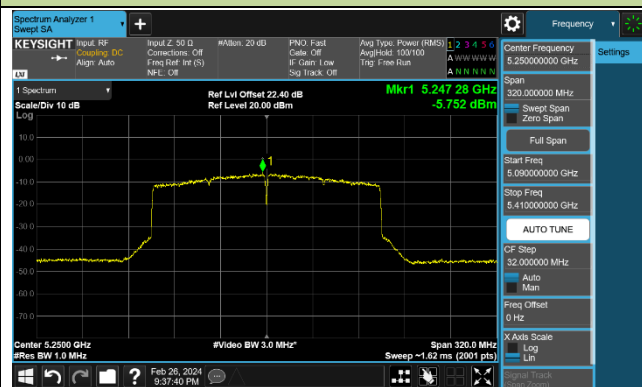 Spectrum Analyzer 1
Swept SA
Frequency
KEYSIGHT
Input: RF
Coupling: DC
Align: Auto
Input Z: 50 Ω
Corrections: Off
Freq Ref: Int (S)
NFE: Off
#Atten: 20 dB
PNO: Fast
Gate: Off
IF Gain: Low
Sig Track: Off
Avg Type: Power (RMS)
Avg|Hold: 100/100
Trig: Free Run
1 2 3 4 5 6
A W W W W W
A N N N N N
LXI
1 Spectrum
Scale/Div 10 dB
Log
Ref Lvl Offset 22.40 dB
Ref Level 20.00 dBm
Mkr1 5.247 28 GHz
-5.752 dBm
1
10.0
0.00
-10.0
-20.0
-30.0
-40.0
-50.0
-60.0
-70.0
Center 5.2500 GHz
#Res BW 1.0 MHz
#Video BW 3.0 MHz*
Span 320.0 MHz
Sweep ~1.62 ms (2001 pts)
Center Frequency
5.250000000 GHz
Span
320.000000 MHz
Swept Span
Zero Span
Full Span
Start Freq
5.090000000 GHz
Stop Freq
5.410000000 GHz
AUTO TUNE
CF Step
32.000000 MHz
Auto
Man
Freq Offset
0 Hz
X Axis Scale
Log
Lin
Signal Track
(Span Zoom)
Settings
?
Feb 26, 2024
9:37:40 PM